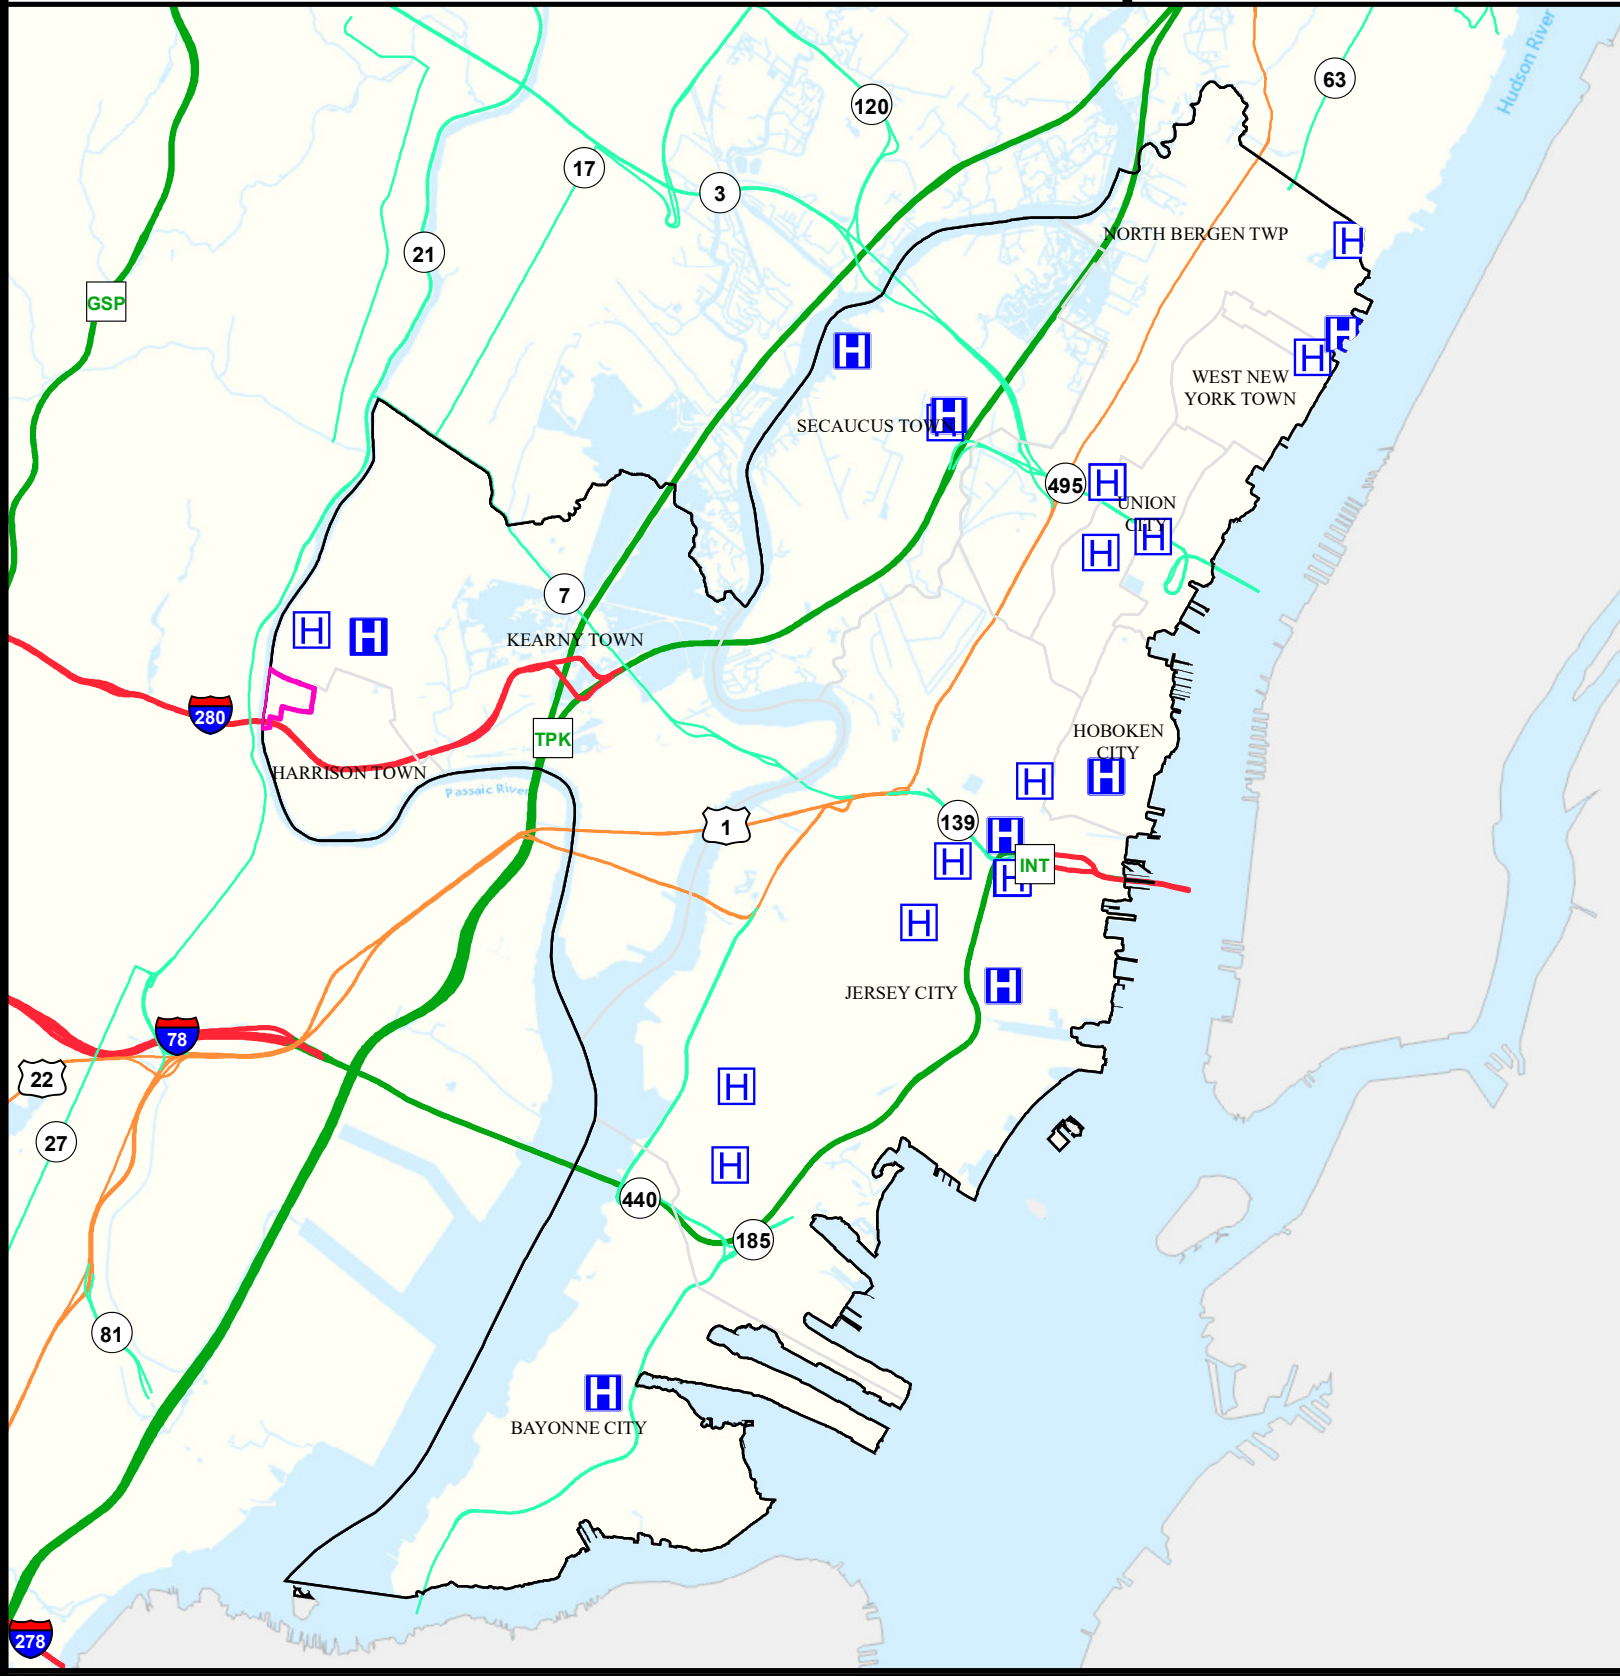 Hudson River
63
120
17
3
21
NORTH BERGEN TWP
H
GSP
H
H
H
WEST NEW
YORK TOWN
H
SECAUCUS TOWN
495
H
UNION
CITY
H
H
7
H
H
KEARNY TOWN
280
TPK
HOBOKEN
CITY
HARRISON TOWN
H
H
Passaic River
1
139
H
H
INT
H
H
JERSEY CITY
H
78
22
H
27
H
440
185
81
H
BAYONNE CITY
278